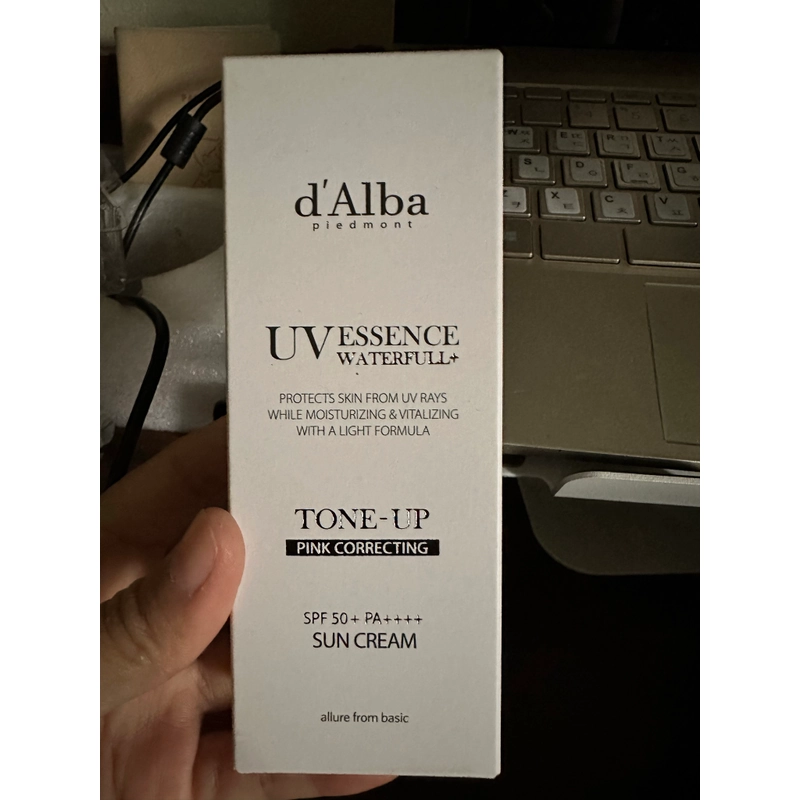 d'Alba
piedmont
UV ESSENCE
WATERFULL+
PROTECTS SKIN FROM UV RAYS
WHILE MOISTURIZING & VITALIZING
WITH A LIGHT FORMULA
TONE-UP
PINK CORRECTING
SPF 50+ PA++++
SUN CREAM
allure from basic
W E R T
S D F G
X C V